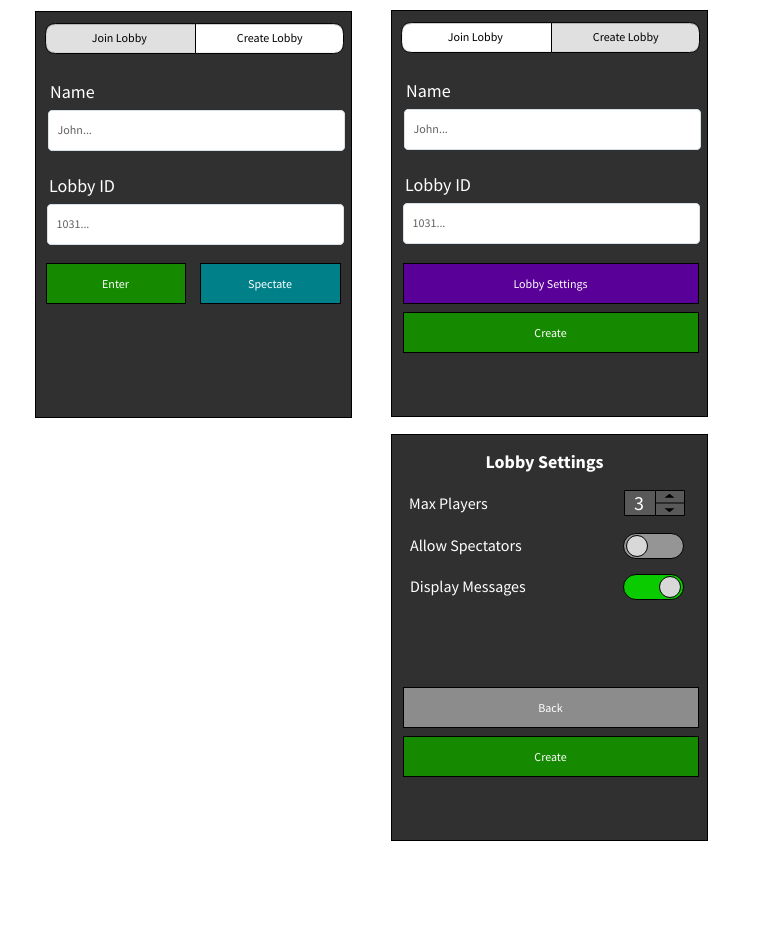 Join Lobby
Create Lobby
Name
John...
Lobby ID
1031...
Enter
Spectate
Join Lobby
Create Lobby
Name
John...
Lobby ID
1031...
Lobby Settings
Create
Lobby Settings
Max Players
3
Allow Spectators
Display Messages
Back
Create